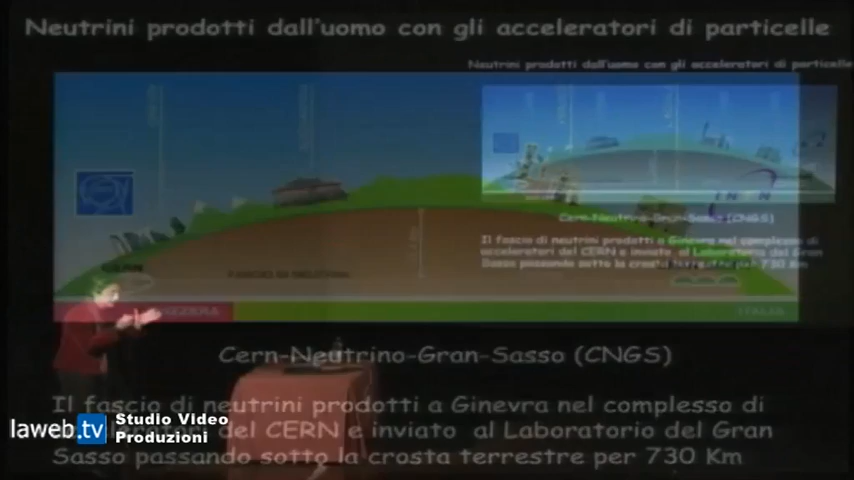 Neutrini prodotti dall'uomo con gli acceleratori di particelle
Neutrini prodotti dall'uomo con gli acceleratori di particelle
Cern-Neutrino-Gran-Sasso (CNGS)
Il fascio di neutrini prodotti a Ginevra nel complesso di
acceleratori del CERN e inviato al Laboratorio del Gran
Sasso passando sotto la crosta terrestre per 730 Km
FASCIO DI NEUTRINI
ITALIA
Cern-Neutrino-Gran-Sasso (CNGS)
Il fascio di neutrini prodotti a Ginevra nel complesso di
del CERN e inviato al Laboratorio del Gran
Sasso passando sotto la crosta terrestre per 730 Km
laweb.tv
Studio Video
Produzioni